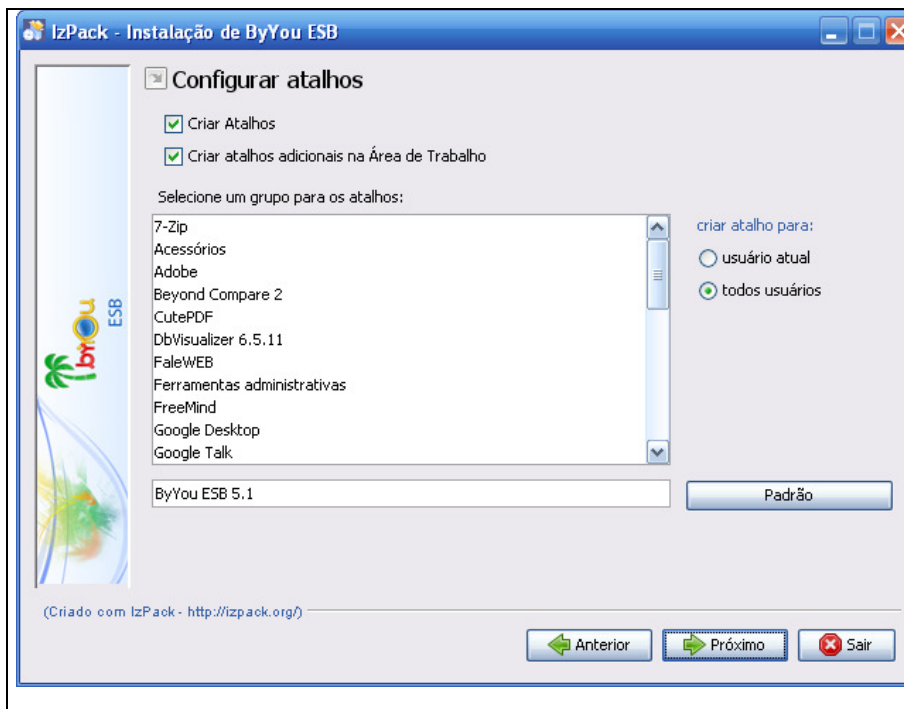 IzPack - Instalação de ByYou ESB
Configurar atalhos
Criar Atalhos
Criar atalhos adicionais na Área de Trabalho
Selecione um grupo para os atalhos:
7-Zip
Acessórios
Adobe
Beyond Compare 2
CutePDF
DbVisualizer 6.5.11
FaleWEB
Ferramentas administrativas
FreeMind
Google Desktop
Google Talk
criar atalho para:
usuário atual
todos usuários
byYou
ESB
ByYou ESB 5.1
Padrão
(Criado com IzPack - http://izpack.org/)
Anterior
Próximo
Sair